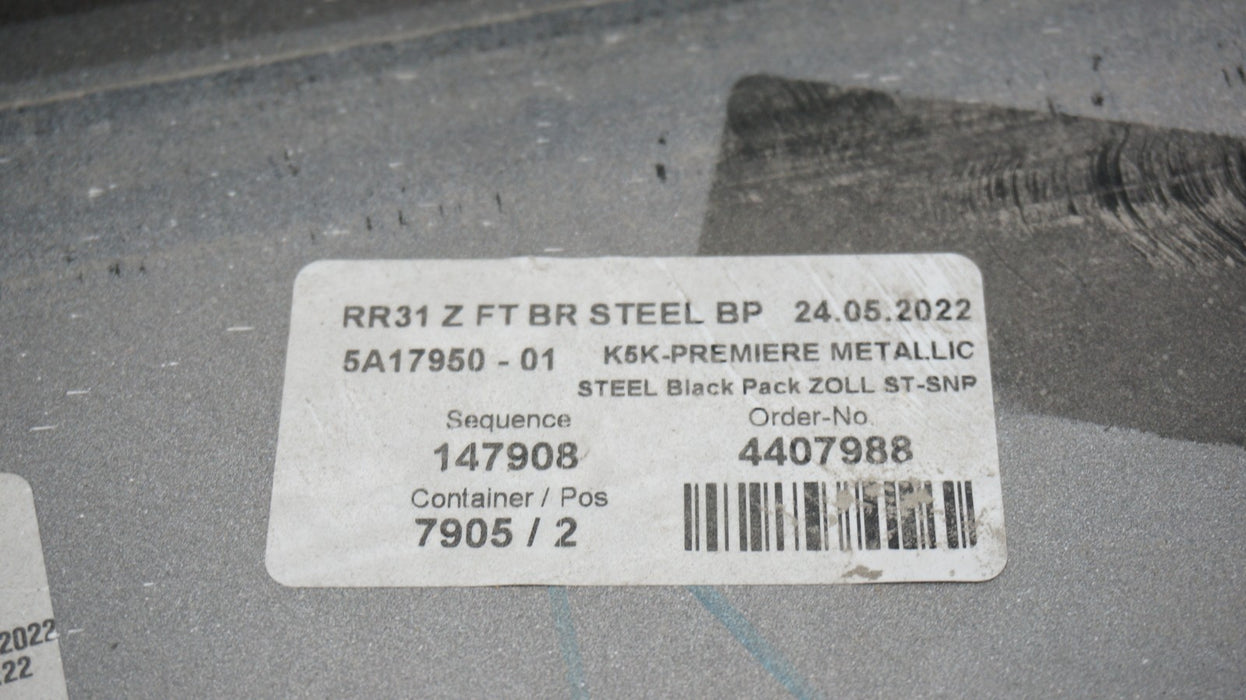 RR31 Z FT BR STEEL BP 24.05.2022
5A17950 - 01 K5K-PREMIERE METALLIC
STEEL Black Pack ZOLL ST-SNP
Sequence Order-No.
147908 4407988
Container / Pos
7905 / 2
2022
.22